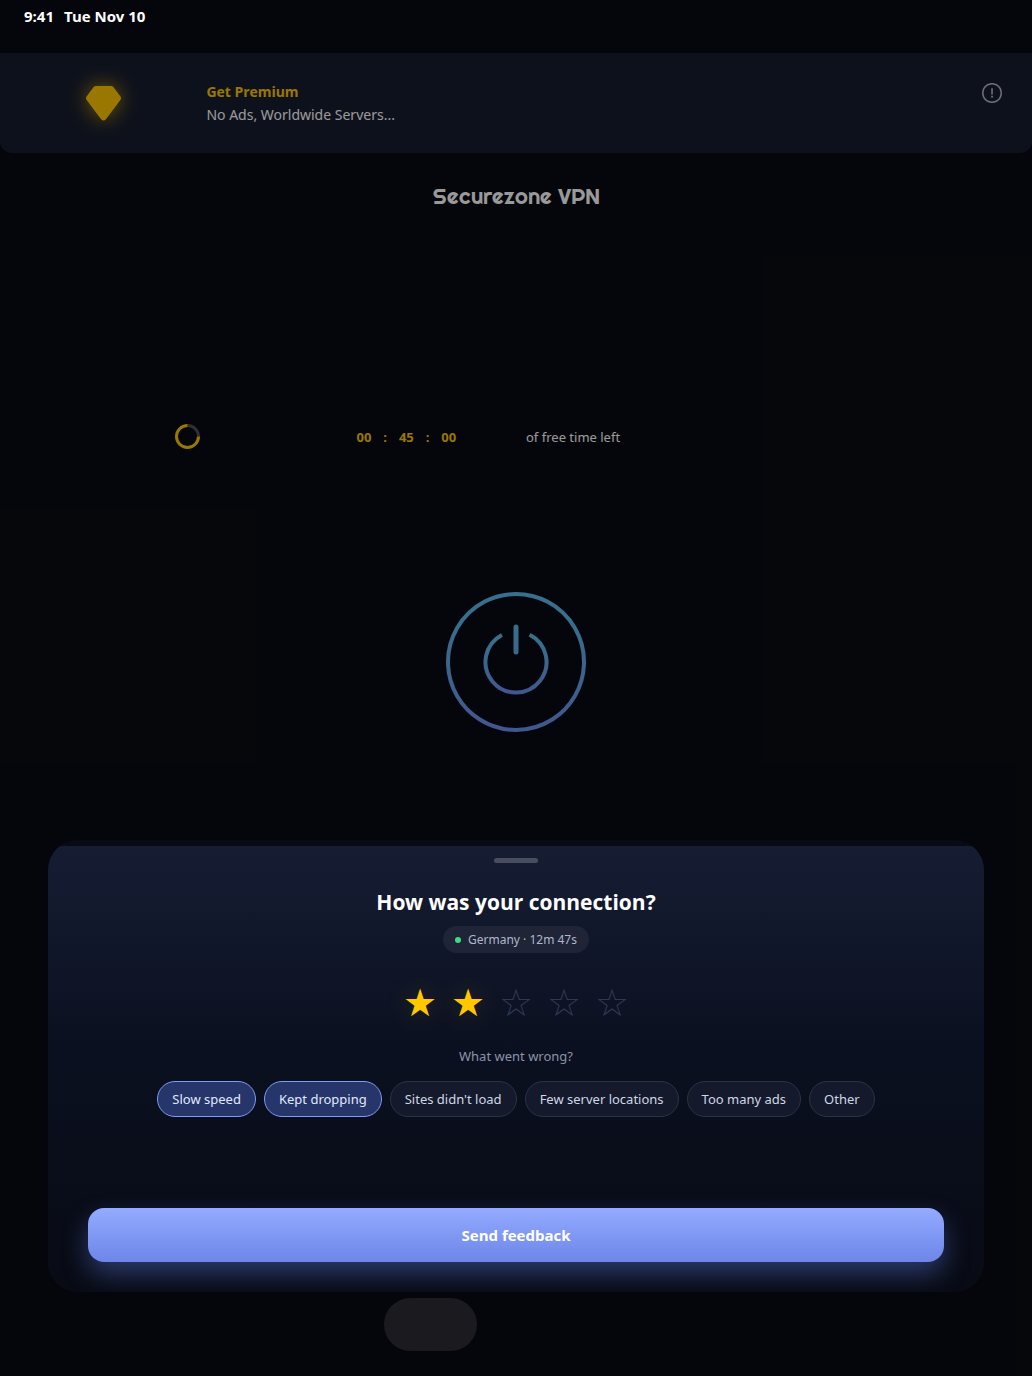 9:41 Tue Nov 10
Get Premium
No Ads, Worldwide Servers...
Securezone VPN
00 : 45 : 00 of free time left
How was your connection?
Germany · 12m 47s
What went wrong?
Slow speed Kept dropping Sites didn't load Few server locations Too many ads Other
Send feedback